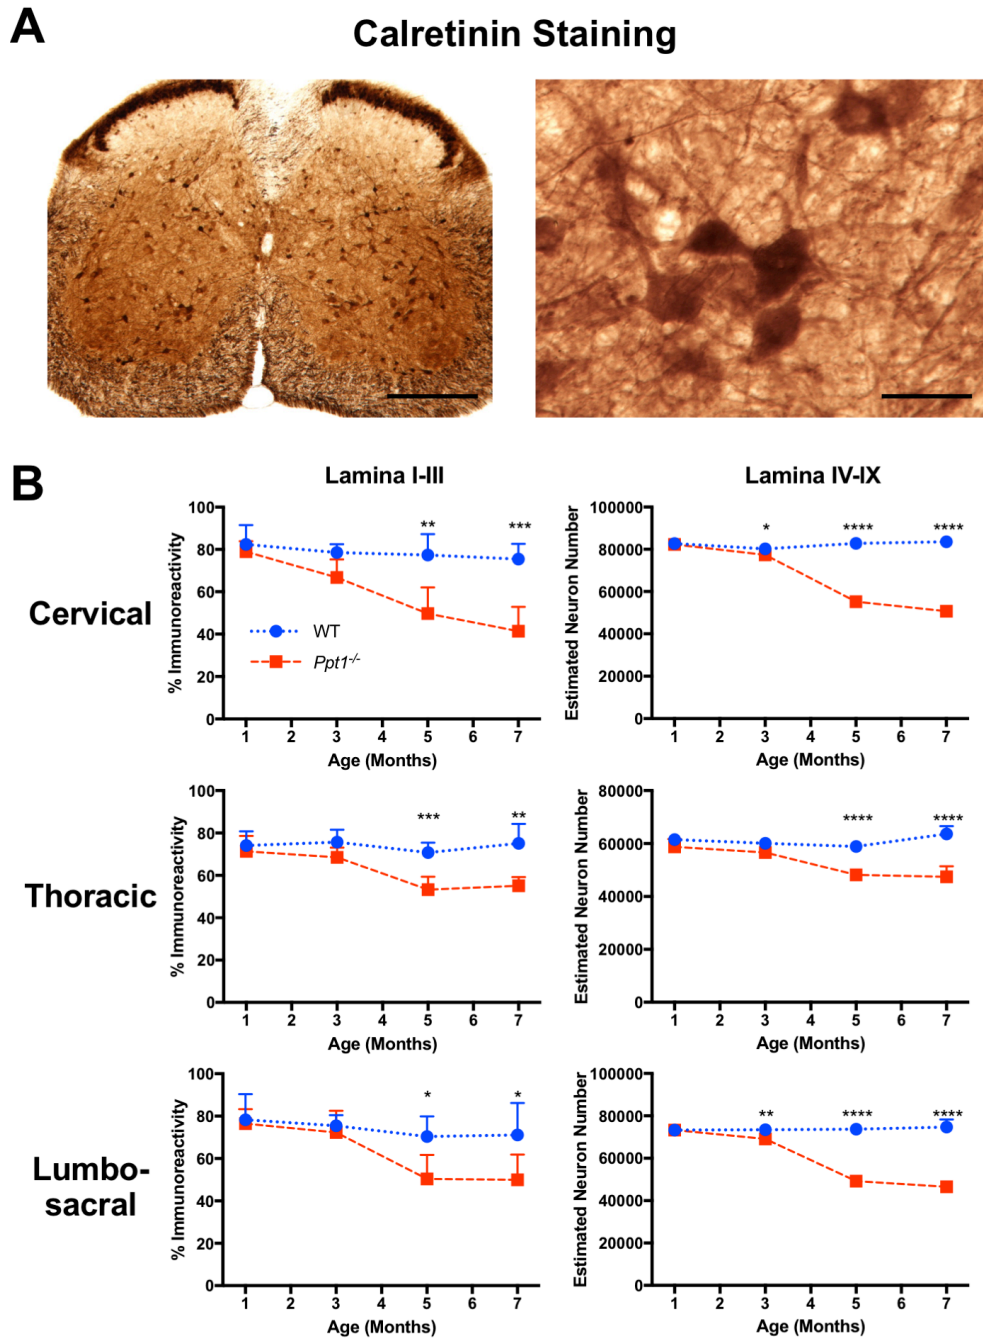 A
Calretinin Staining
B
Lamina I-III
Lamina IV-IX
Cervical
% Immunoreactivity
100
80
60
40
20
0
** ***
WT
Ppt1-/-
1 2 3 4 5 6 7
Age (Months)
Estimated Neuron Number
100000
80000
60000
40000
20000
0
* **** ****
1 2 3 4 5 6 7
Age (Months)
Thoracic
% Immunoreactivity
100
80
60
40
20
0
*** **
1 2 3 4 5 6 7
Age (Months)
Estimated Neuron Number
80000
60000
40000
20000
0
**** ****
1 2 3 4 5 6 7
Age (Months)
Lumbo-
sacral
% Immunoreactivity
100
80
60
40
20
0
* *
1 2 3 4 5 6 7
Age (Months)
Estimated Neuron Number
100000
80000
60000
40000
20000
0
** **** ****
1 2 3 4 5 6 7
Age (Months)